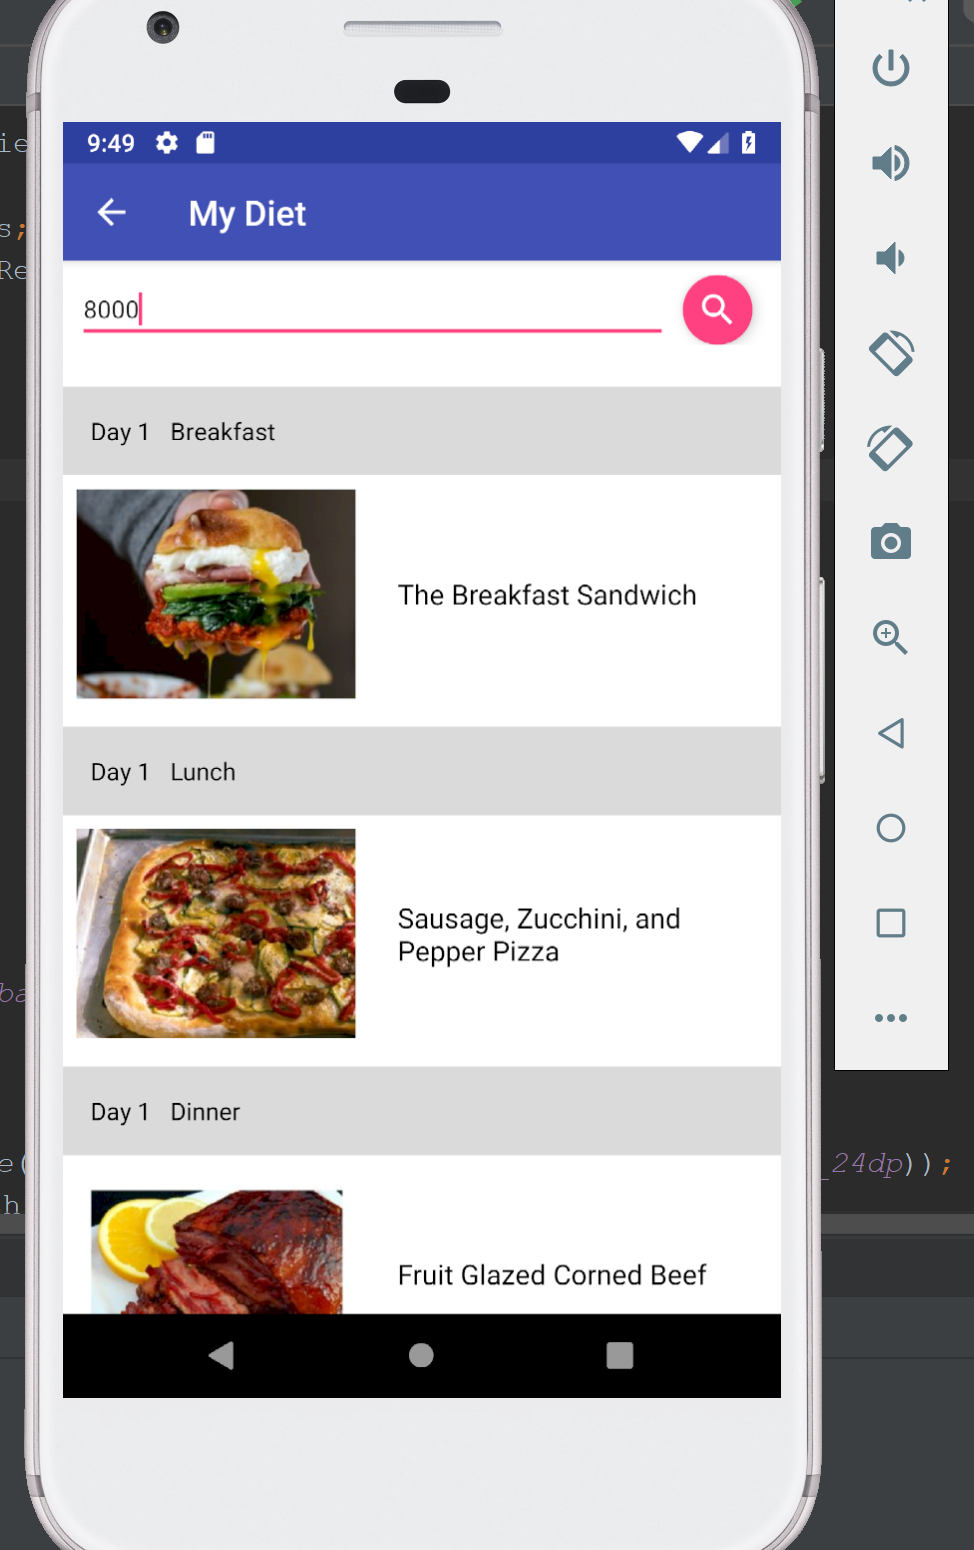 ie
9:49
My Diet
s;
Re
8000
Day 1 Breakfast
The Breakfast Sandwich
Day 1 Lunch
Sausage, Zucchini, and
Pepper Pizza
ba
Day 1 Dinner
e(
_24dp));
h
Fruit Glazed Corned Beef